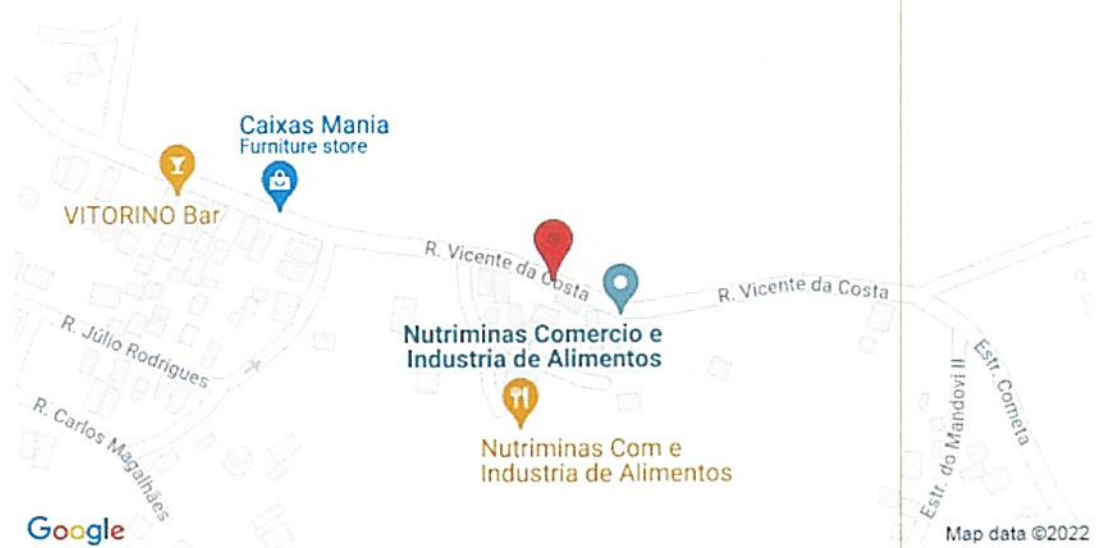 Caixas Mania
Furniture store
VITORINO Bar
R. Vicente da Costa
R. Vicente da Costa
Nutriminas Comercio e
Industria de Alimentos
R. Júlio Rodrigues
R. Carlos Magalhães
Nutriminas Com e
Industria de Alimentos
Estr. do Mandovi II
Estr. Cometa
Google
Map data ©2022